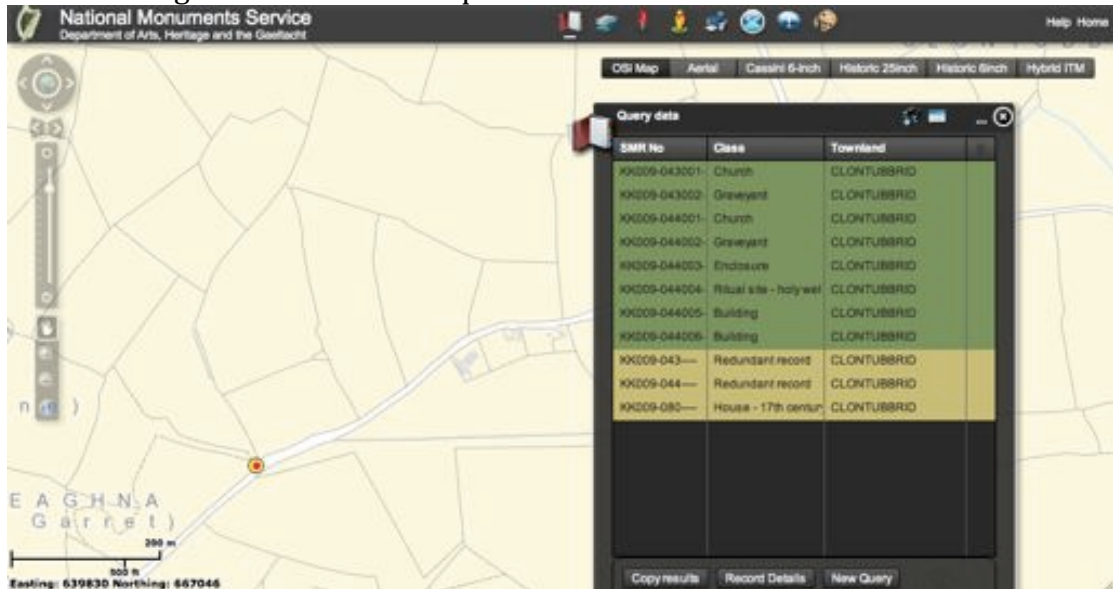 National Monuments Service
Department of Arts, Heritage and the Gaeltacht
Help Home
OSi Map Aerial Cassini 6-inch Historic 25inch Historic 6inch Hybrid ITM
Query data
SMR No Class Townland
KK009-043001- Church CLONTUBBRID
KK009-043002- Graveyard CLONTUBBRID
KK009-044001- Church CLONTUBBRID
KK009-044002- Graveyard CLONTUBBRID
KK009-044003- Enclosure CLONTUBBRID
KK009-044004- Ritual site - holy wel CLONTUBBRID
KK009-044005- Building CLONTUBBRID
KK009-044006- Building CLONTUBBRID
KK009-043---- Redundant record CLONTUBBRID
KK009-044---- Redundant record CLONTUBBRID
KK009-080---- House - 17th century CLONTUBBRID
EAGHNA
Garret)
200 m
500 ft
Easting: 639830 Northing: 667046
Copy results Record Details New Query